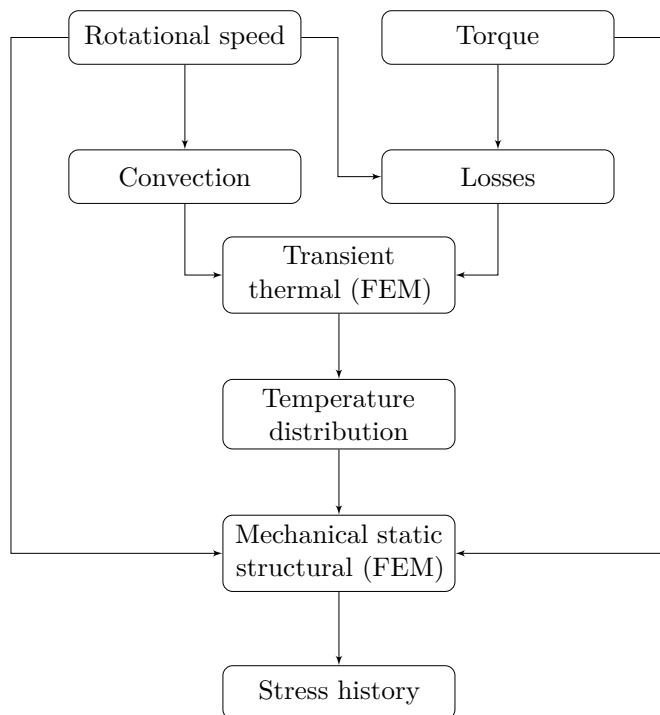 Rotational speed
Torque
Convection
Losses
Transient
thermal (FEM)
Temperature
distribution
Mechanical static
structural (FEM)
Stress history